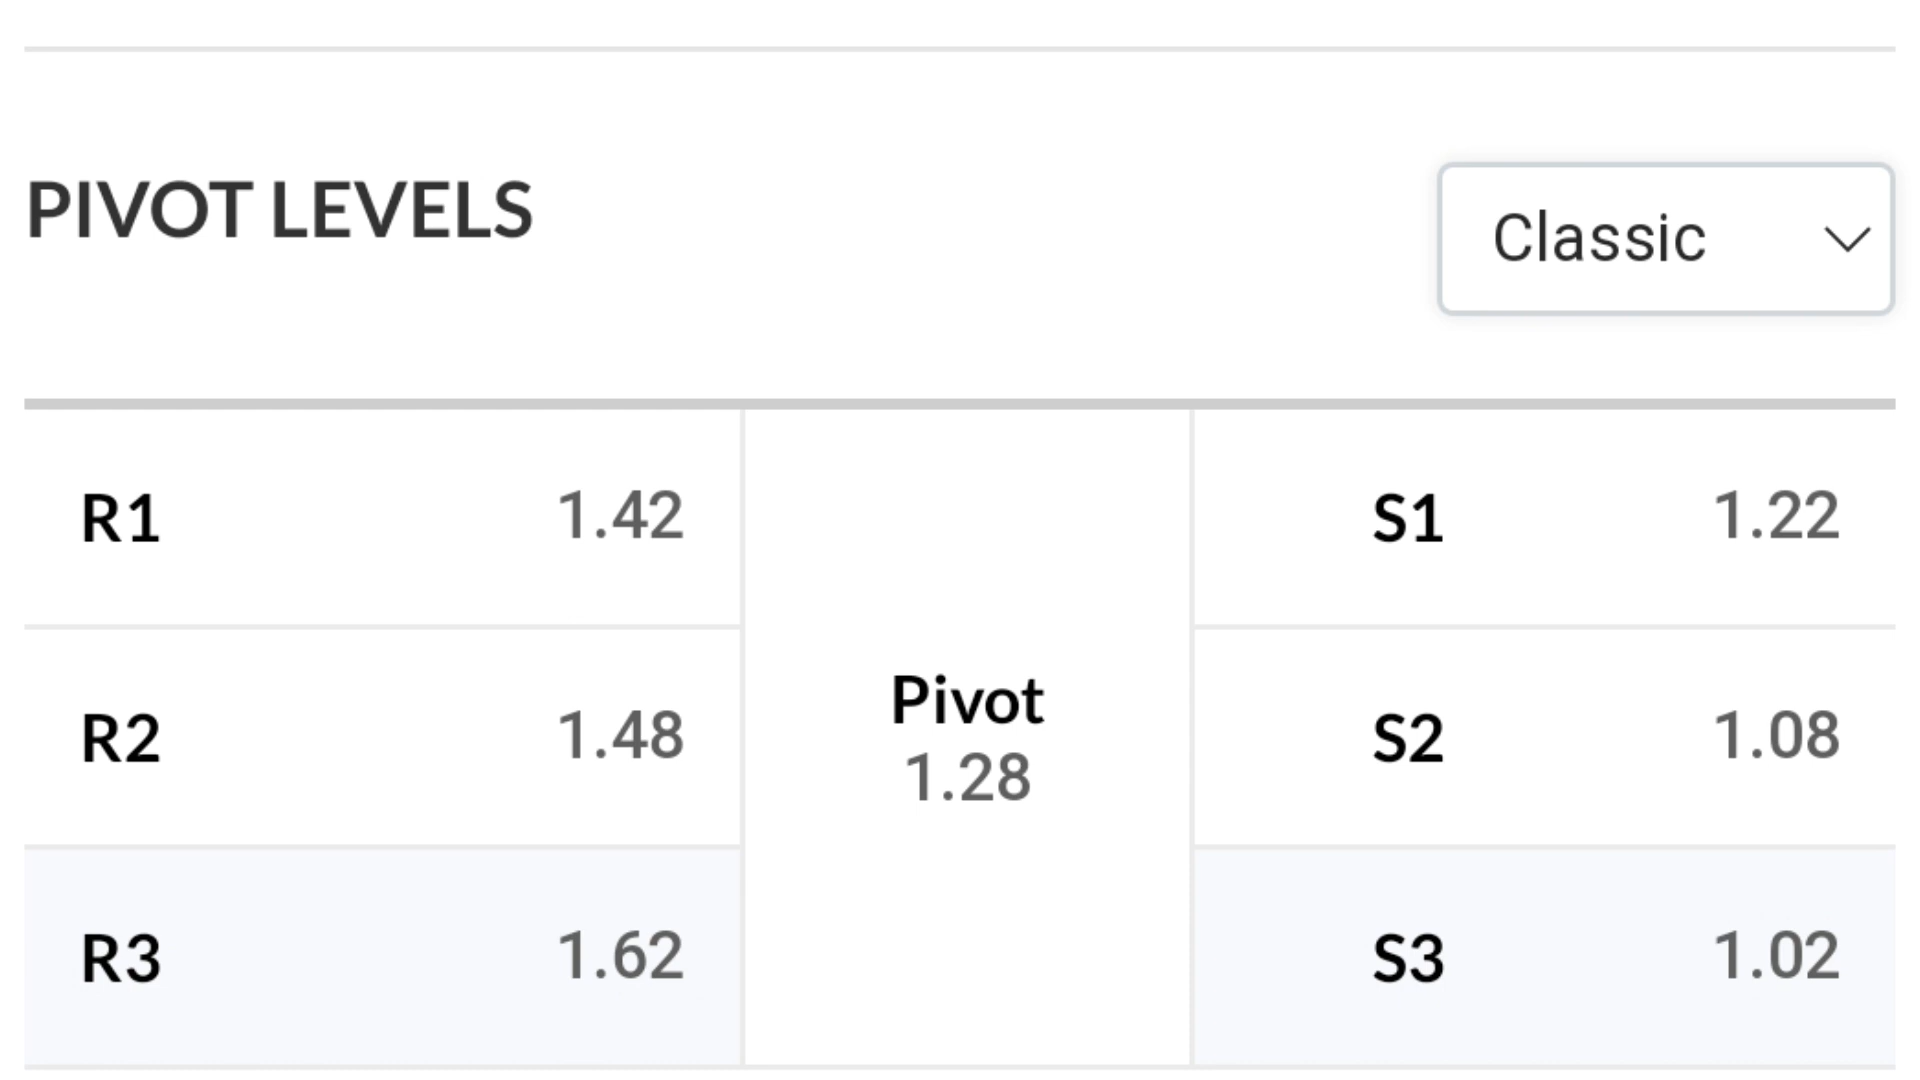 PIVOT LEVELS
Classic
R1 1.42
S1 1.22
Pivot
1.28
R2 1.48
S2 1.08
R3 1.62
S3 1.02